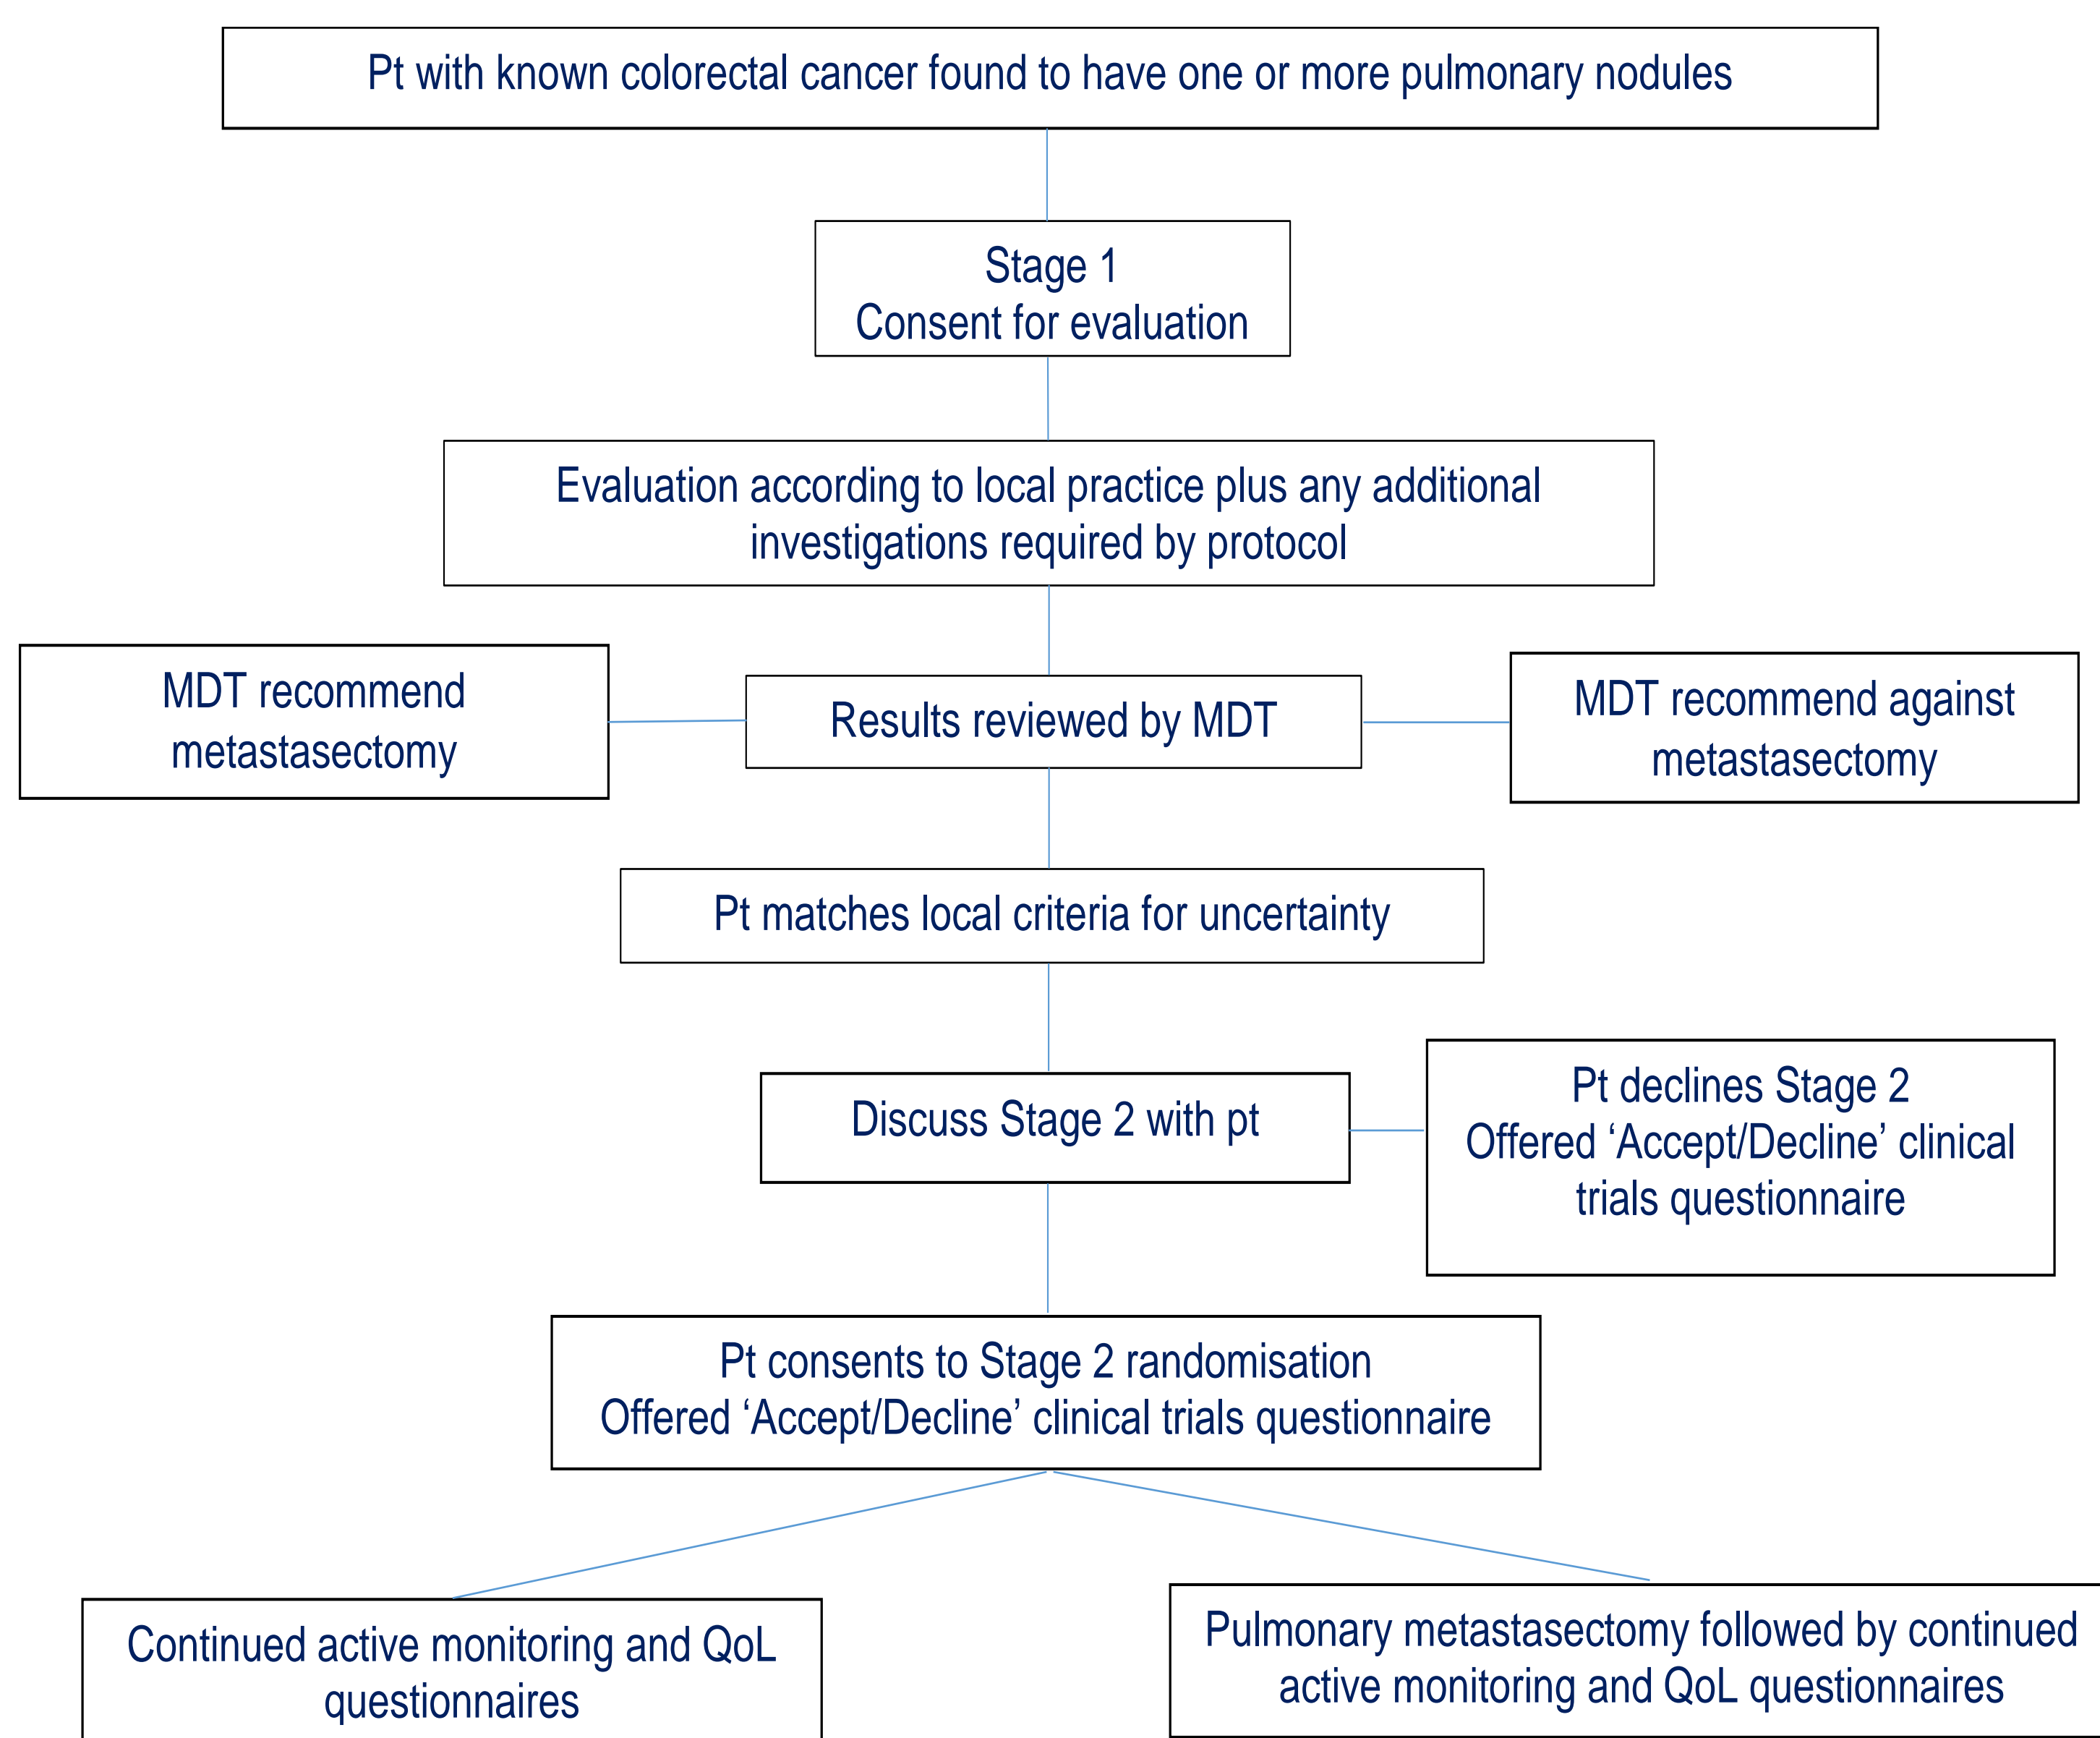 Pt with known colorectal cancer found to have one or more pulmonary nodules
Stage 1
Consent for evaluation
Evaluation according to local practice plus any additional
investigations required by protocol
MDT recommend
metastasectomy
Results reviewed by MDT
MDT recommend against
metastasectomy
Pt matches local criteria for uncertainty
Discuss Stage 2 with pt
Pt declines Stage 2
Offered ‘Accept/Decline’ clinical
trials questionnaire
Pt consents to Stage 2 randomisation
Offered ‘Accept/Decline’ clinical trials questionnaire
Continued active monitoring and QoL
questionnaires
Pulmonary metastasectomy followed by continued
active monitoring and QoL questionnaires